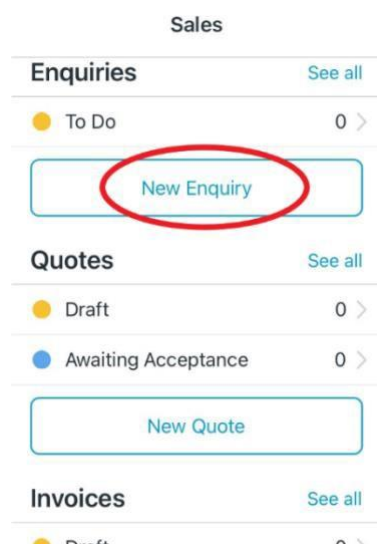 Sales
Enquiries See all
To Do 0
New Enquiry
Quotes See all
Draft 0
Awaiting Acceptance 0
New Quote
Invoices See all